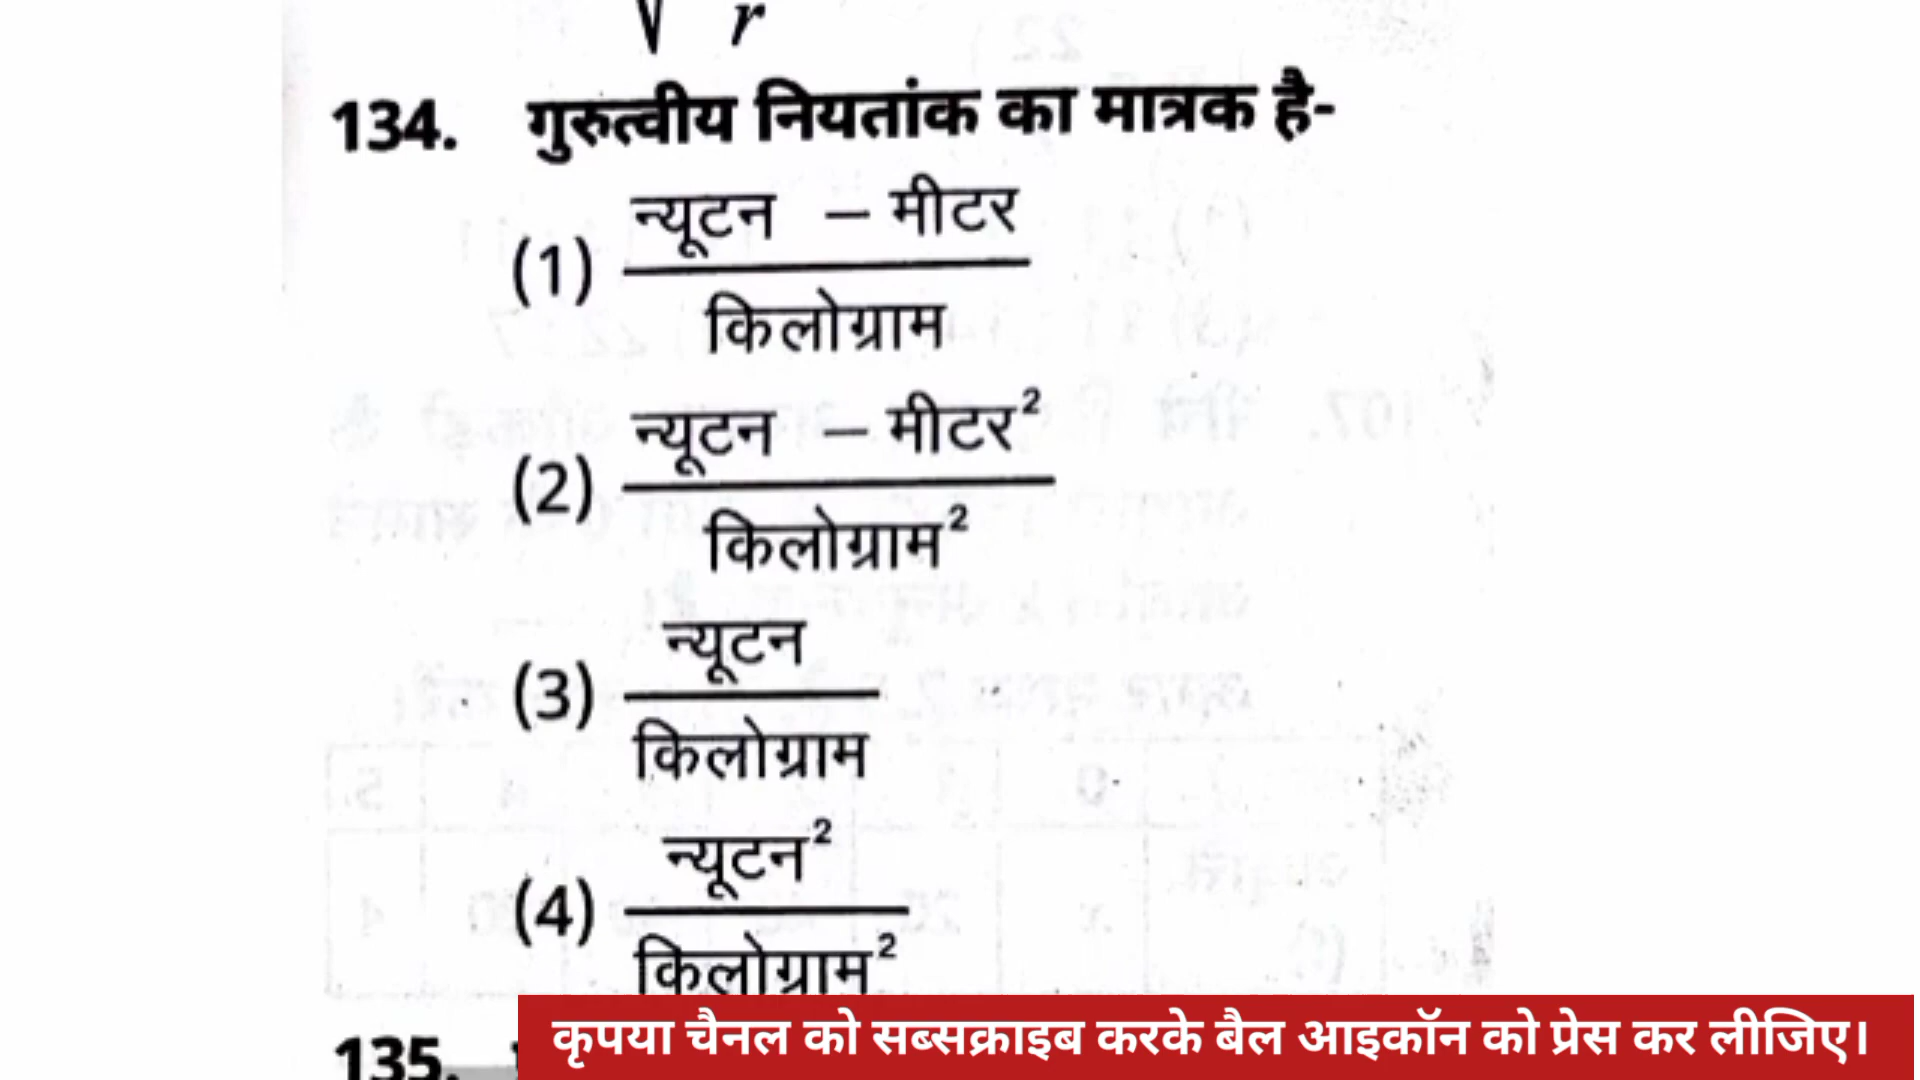 √ r
134. गुरुत्वीय नियतांक का मात्रक है-
(1) न्यूटन – मीटर
किलोग्राम
(2) न्यूटन – मीटर²
किलोग्राम²
(3) न्यूटन
किलोग्राम
(4) न्यूटन²
किलोग्राम²
135.
कृपया चैनल को सब्सक्राइब करके बैल आइकॉन को प्रेस कर लीजिए।